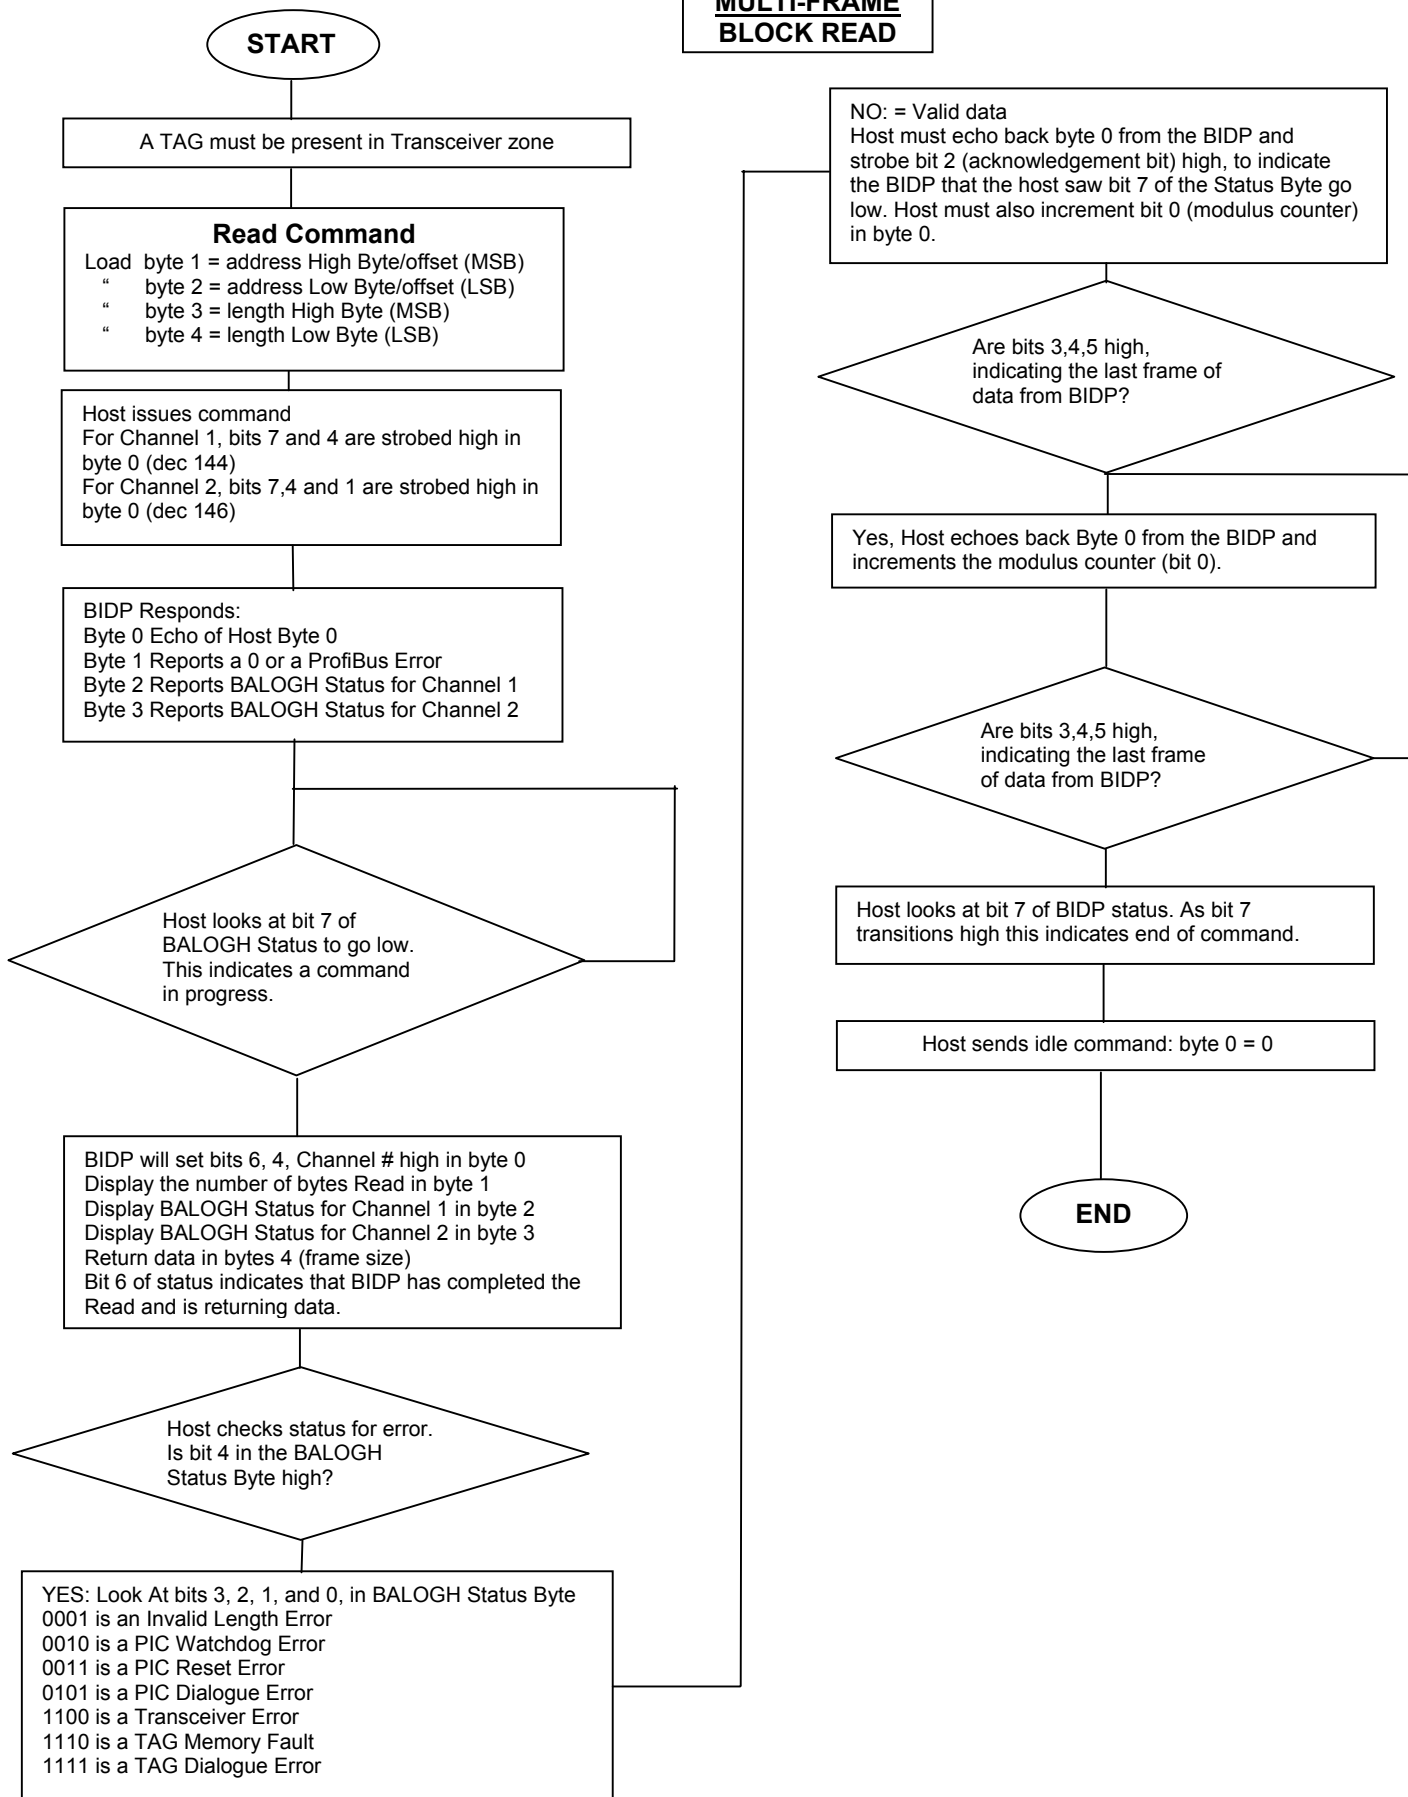 MULTI-FRAME
BLOCK READ
START
A TAG must be present in Transceiver zone
Read Command
Load byte 1 = address High Byte/offset (MSB)
“ byte 2 = address Low Byte/offset (LSB)
“ byte 3 = length High Byte (MSB)
“ byte 4 = length Low Byte (LSB)
Host issues command
For Channel 1, bits 7 and 4 are strobed high in
byte 0 (dec 144)
For Channel 2, bits 7,4 and 1 are strobed high in
byte 0 (dec 146)
BIDP Responds:
Byte 0 Echo of Host Byte 0
Byte 1 Reports a 0 or a ProfiBus Error
Byte 2 Reports BALOGH Status for Channel 1
Byte 3 Reports BALOGH Status for Channel 2
Host looks at bit 7 of
BALOGH Status to go low.
This indicates a command
in progress.
BIDP will set bits 6, 4, Channel # high in byte 0
Display the number of bytes Read in byte 1
Display BALOGH Status for Channel 1 in byte 2
Display BALOGH Status for Channel 2 in byte 3
Return data in bytes 4 (frame size)
Bit 6 of status indicates that BIDP has completed the
Read and is returning data.
Host checks status for error.
Is bit 4 in the BALOGH
Status Byte high?
YES: Look At bits 3, 2, 1, and 0, in BALOGH Status Byte
0001 is an Invalid Length Error
0010 is a PIC Watchdog Error
0011 is a PIC Reset Error
0101 is a PIC Dialogue Error
1100 is a Transceiver Error
1110 is a TAG Memory Fault
1111 is a TAG Dialogue Error
NO: = Valid data
Host must echo back byte 0 from the BIDP and
strobe bit 2 (acknowledgement bit) high, to indicate
the BIDP that the host saw bit 7 of the Status Byte go
low. Host must also increment bit 0 (modulus counter)
in byte 0.
Are bits 3,4,5 high,
indicating the last frame of
data from BIDP?
Yes, Host echoes back Byte 0 from the BIDP and
increments the modulus counter (bit 0).
Are bits 3,4,5 high,
indicating the last frame
of data from BIDP?
Host looks at bit 7 of BIDP status. As bit 7
transitions high this indicates end of command.
Host sends idle command: byte 0 = 0
END